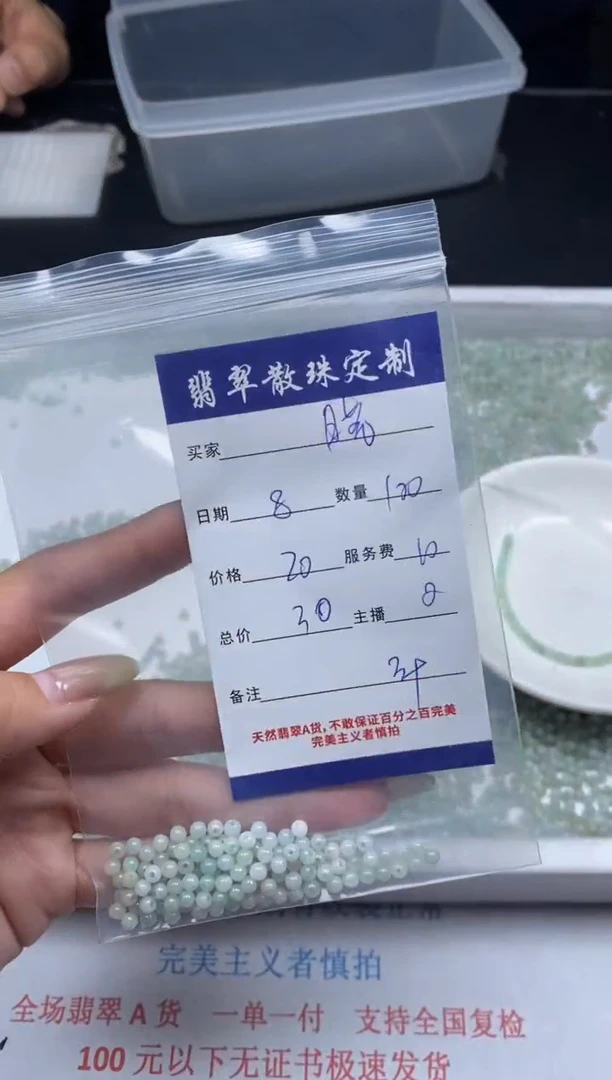 翡翠散珠定制
买家
日期 8 数量 100
价格 20 服务费 10
总价 30 主播 8
备注
天然翡翠A货,不敢保证百分之百完美
完美主义者慎拍
完美主义者慎拍
全场翡翠A货 一单一付 支持全国复检
100元以下无证书极速发货